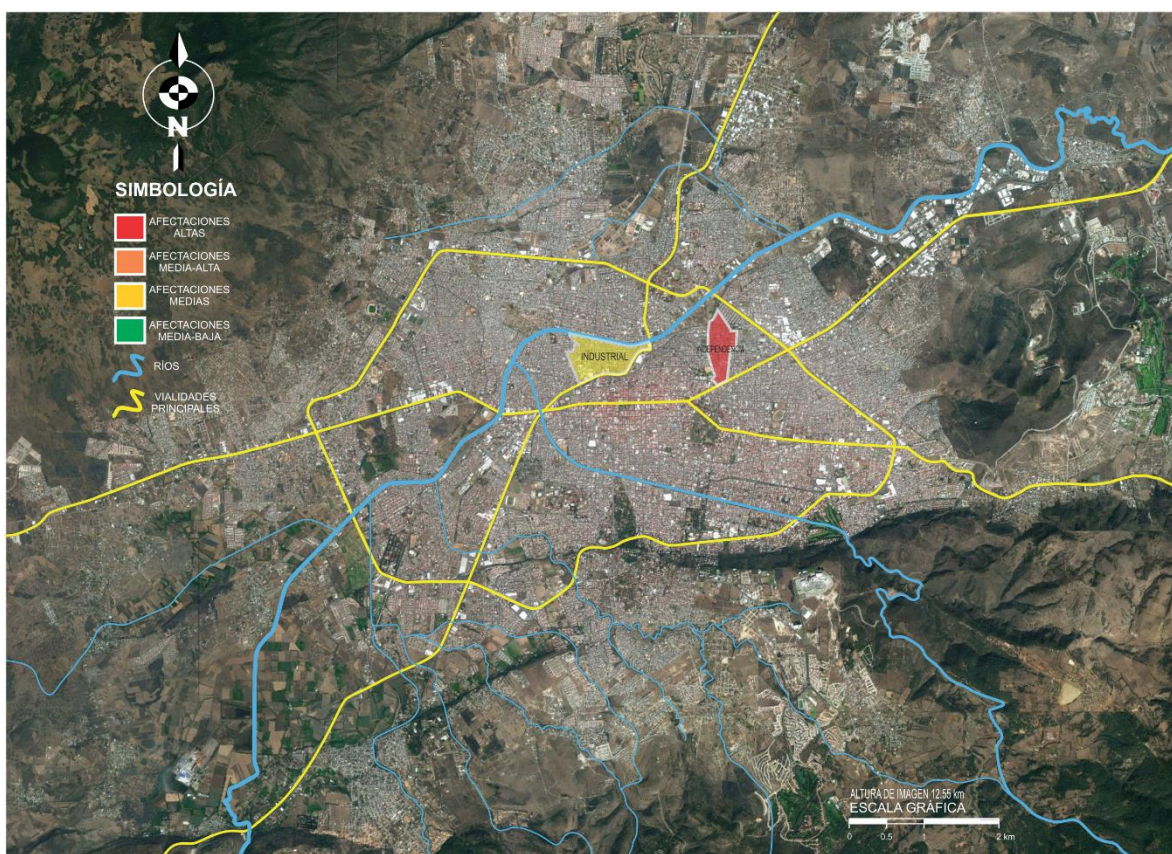 N
SIMBOLOGÍA
AFECTACIONES
ALTAS
AFECTACIONES
MEDIA-ALTA
AFECTACIONES
MEDIAS
AFECTACIONES
MEDIA-BAJA
RÍOS
VIALIDADES
PRINCIPALES
INDUSTRIAL
INDEPENDENCIA
ALTURA DE IMAGEN 12.55 km
ESCALA GRÁFICA
0 0.5 1 2 km